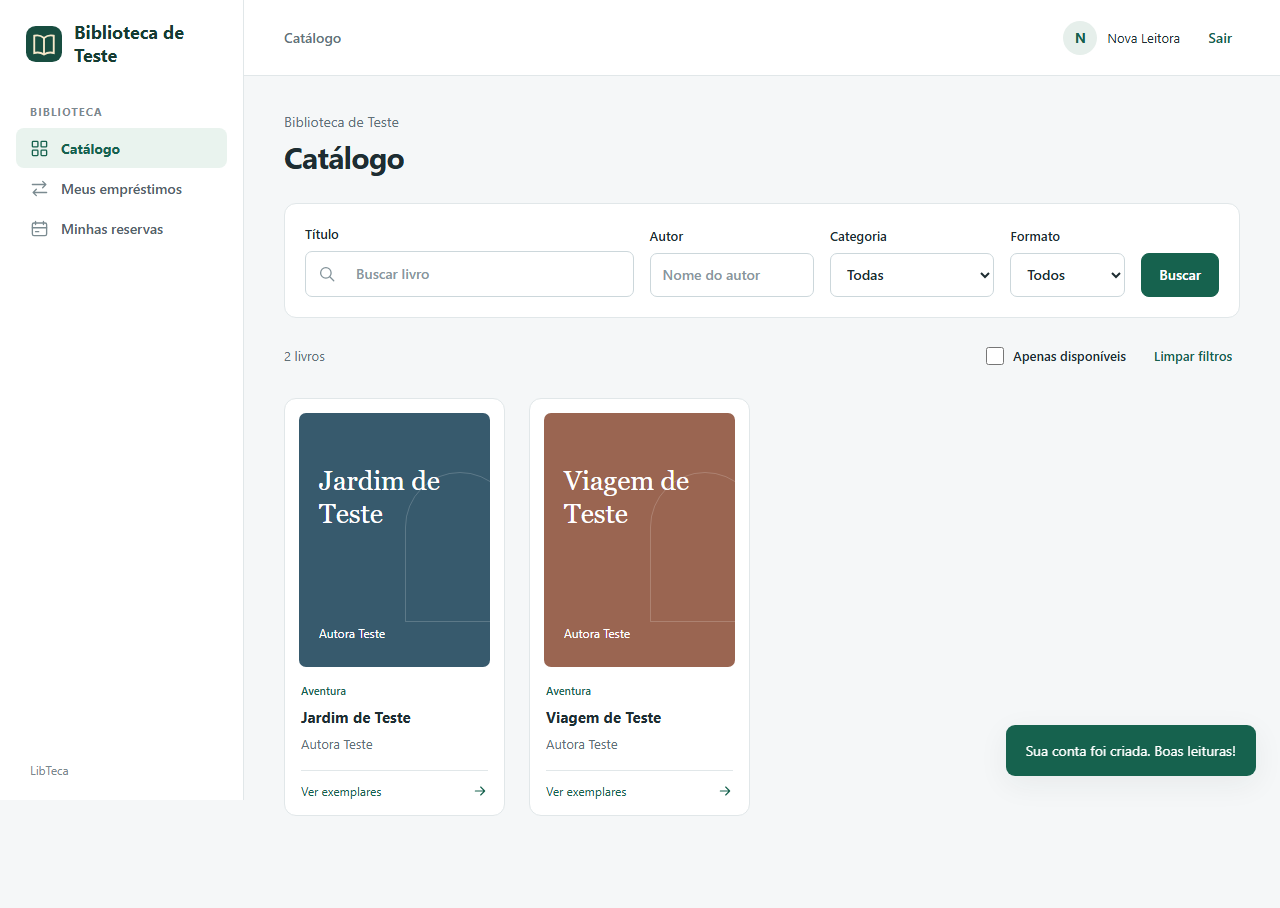 Biblioteca de
Teste
Catálogo
N
Nova Leitora
Sair
BIBLIOTECA
Catálogo
Meus empréstimos
Minhas reservas
Biblioteca de Teste
Catálogo
Título
Autor
Categoria
Formato
Buscar livro
Nome do autor
Todas
Todos
Buscar
2 livros
Apenas disponíveis
Limpar filtros
Jardim de
Teste
Autora Teste
Aventura
Jardim de Teste
Autora Teste
Ver exemplares
Viagem de
Teste
Autora Teste
Aventura
Viagem de Teste
Autora Teste
Ver exemplares
Sua conta foi criada. Boas leituras!
LibTeca